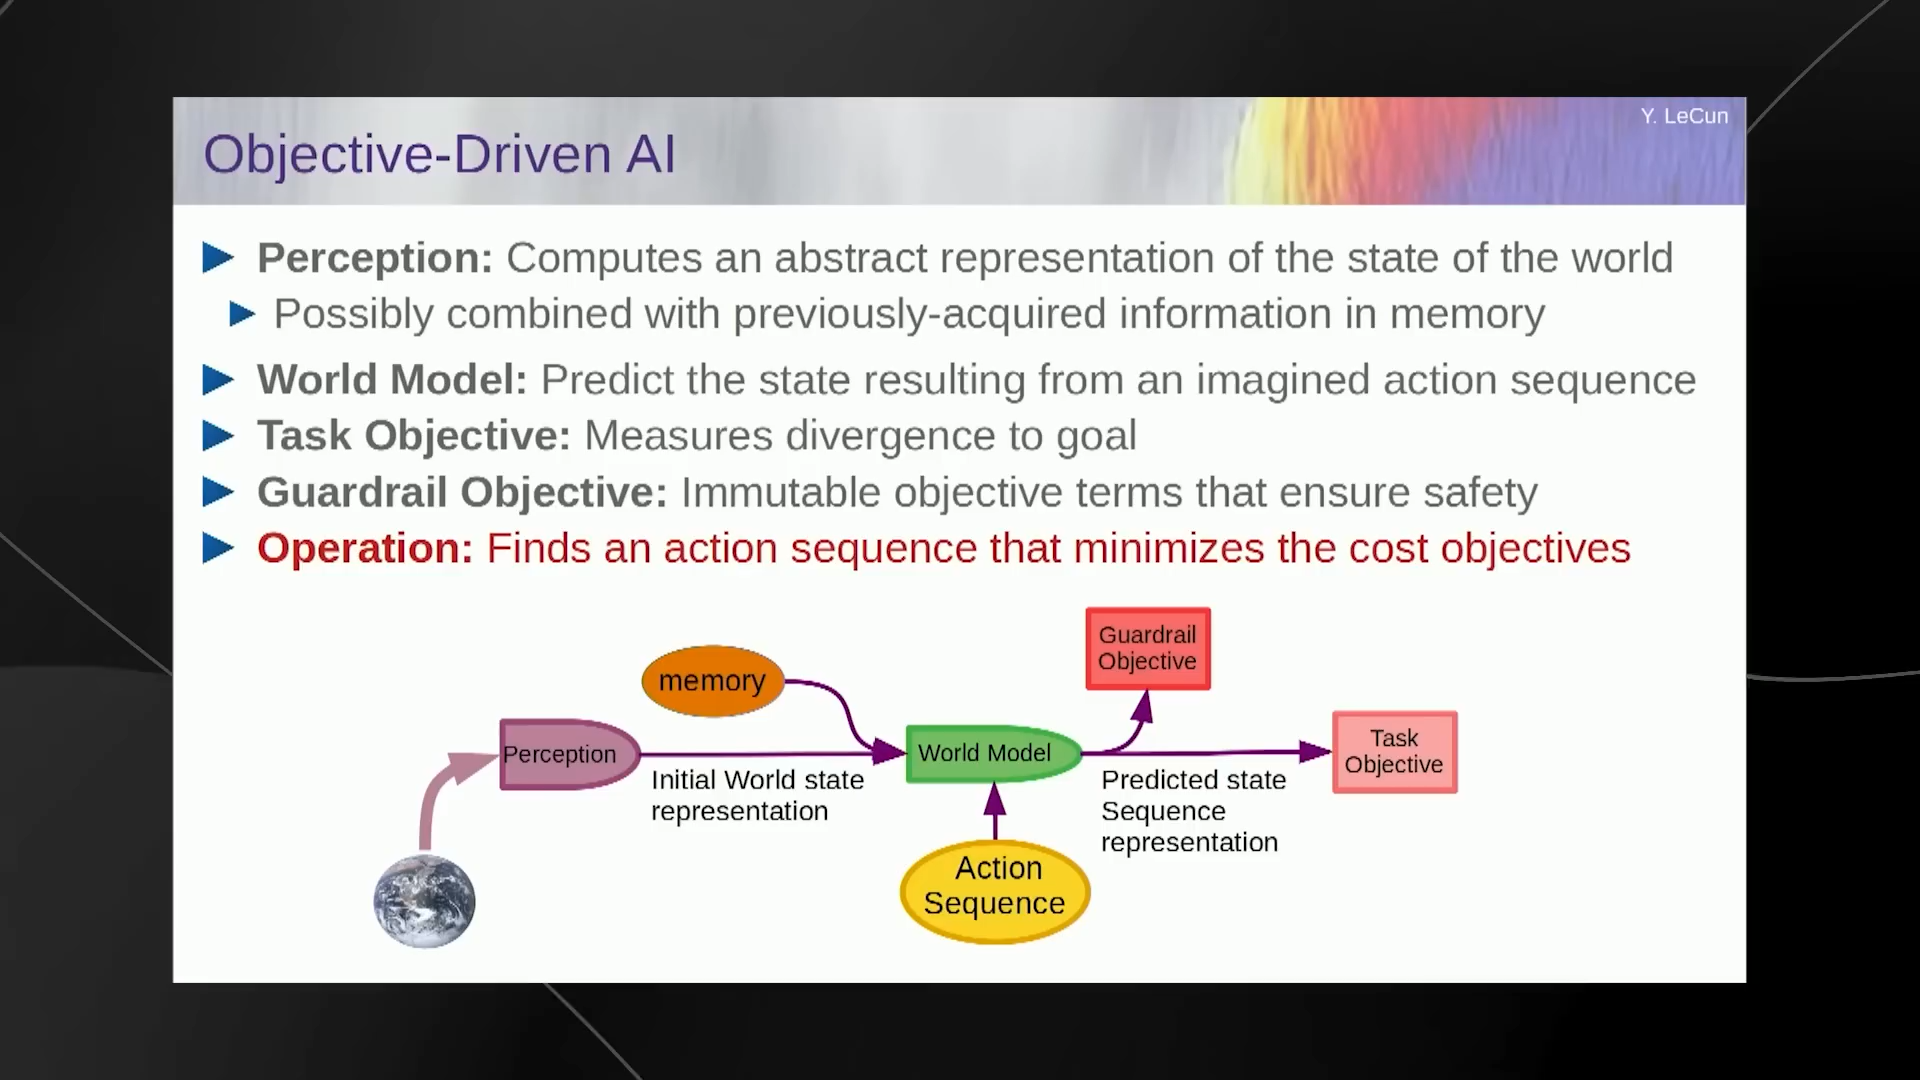 Y. LeCun
Objective-Driven AI
Perception: Computes an abstract representation of the state of the world
Possibly combined with previously-acquired information in memory
World Model: Predict the state resulting from an imagined action sequence
Task Objective: Measures divergence to goal
Guardrail Objective: Immutable objective terms that ensure safety
Operation: Finds an action sequence that minimizes the cost objectives
Guardrail
Objective
memory
Perception
World Model
Task
Objective
Initial World state
representation
Predicted state
Sequence
representation
Action
Sequence